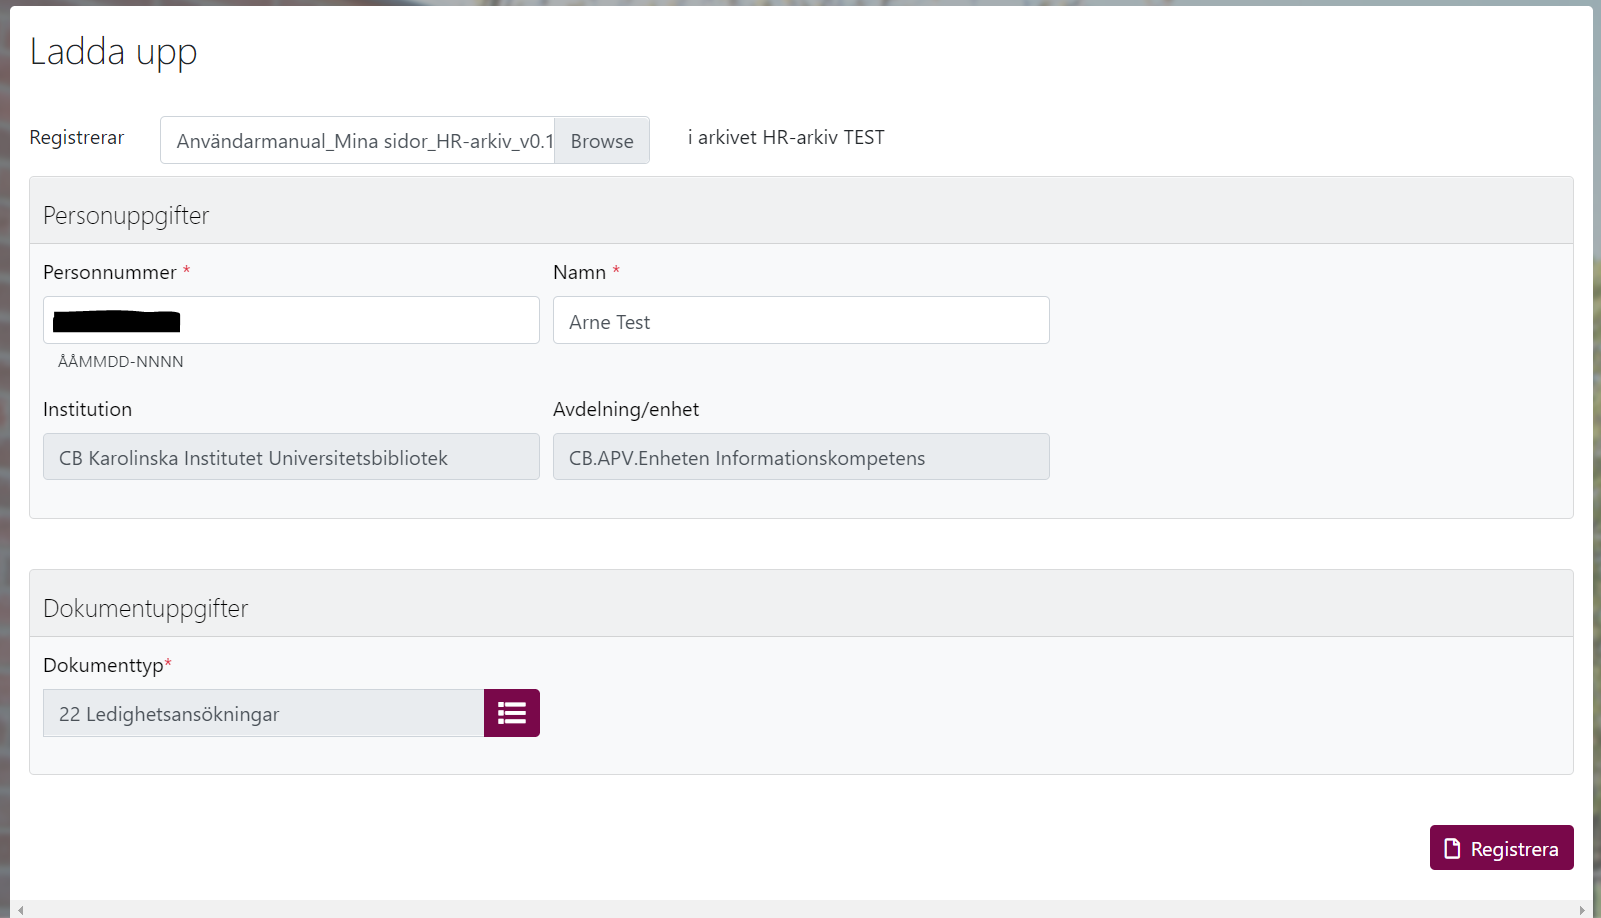 Ladda upp
Registrerar Användarmanual_Mina sidor_HR-arkiv_v0.1 Browse i arkivet HR-arkiv TEST
Personuppgifter
Personnummer * Namn *
Arne Test
ÅÅMMDD-NNNN
Institution Avdelning/enhet
CB Karolinska Institutet Universitetsbibliotek CB.APV.Enheten Informationskompetens
Dokumentuppgifter
Dokumenttyp*
22 Ledighetsansökningar
Registrera